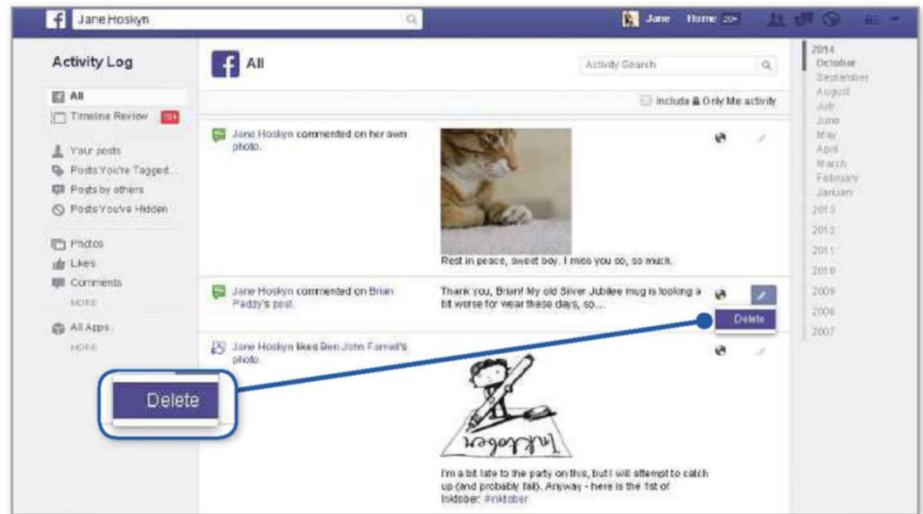 f Jane Hoskyn Jane Home 20+
Activity Log
All
Timeline Review 10+
Your posts
Posts You're Tagged...
Posts by others
Posts You've Hidden
Photos
Likes
Comments
MORE
All Apps
MORE
f All Activity Search
Include Only Me activity
Jane Hoskyn commented on her own
photo.
Rest in peace, sweet boy. I miss you so, so much.
Jane Hoskyn commented on Brian
Paddy's post.
Thank you, Brian! My old Silver Jubilee mug is looking a
bit worse for wear these days, so....
Delete
Jane Hoskyn likes Ben John Farrell's
photo.
Inktober
I'm a bit late to the party on this, but I will attempt to catch
up (and probably fail). Anyway - here is the 1st of
Inktober: #inktober
Delete
2014
October
September
August
July
June
May
April
March
February
January
2013
2012
2011
2010
2009
2008
2007